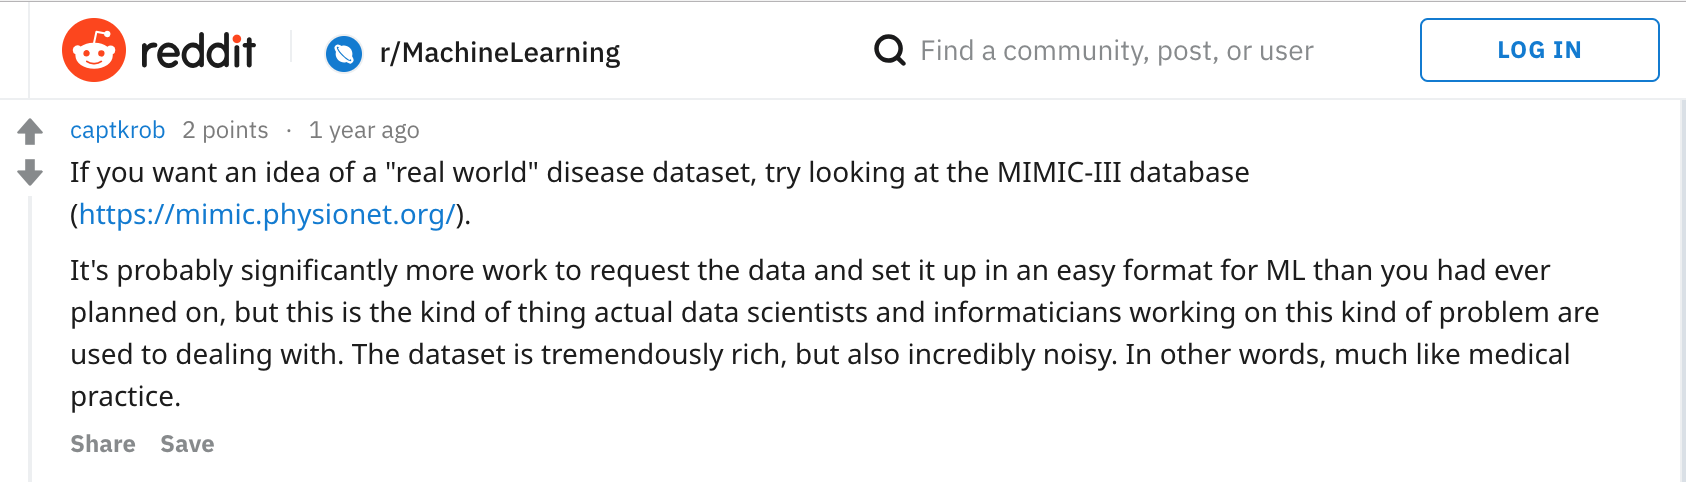 reddit r/MachineLearning Find a community, post, or user LOG IN
captkrob 2 points · 1 year ago
If you want an idea of a "real world" disease dataset, try looking at the MIMIC-III database
(https://mimic.physionet.org/).
It's probably significantly more work to request the data and set it up in an easy format for ML than you had ever
planned on, but this is the kind of thing actual data scientists and informaticians working on this kind of problem are
used to dealing with. The dataset is tremendously rich, but also incredibly noisy. In other words, much like medical
practice.
Share Save